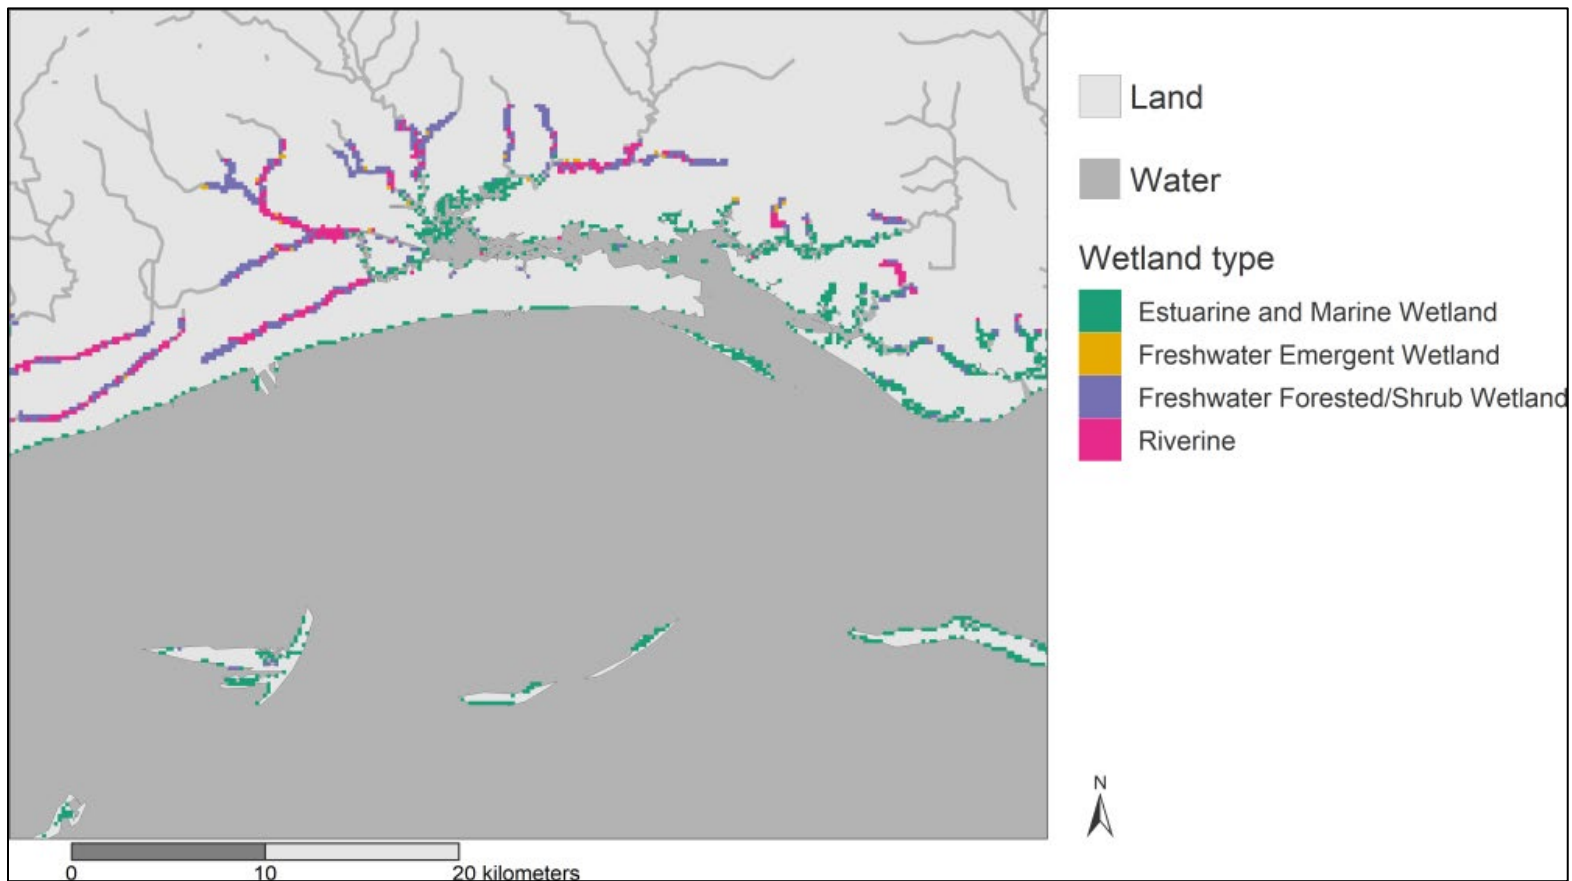 Land
Water
Wetland type
Estuarine and Marine Wetland
Freshwater Emergent Wetland
Freshwater Forested/Shrub Wetland
Riverine
N
0 10 20 kilometers